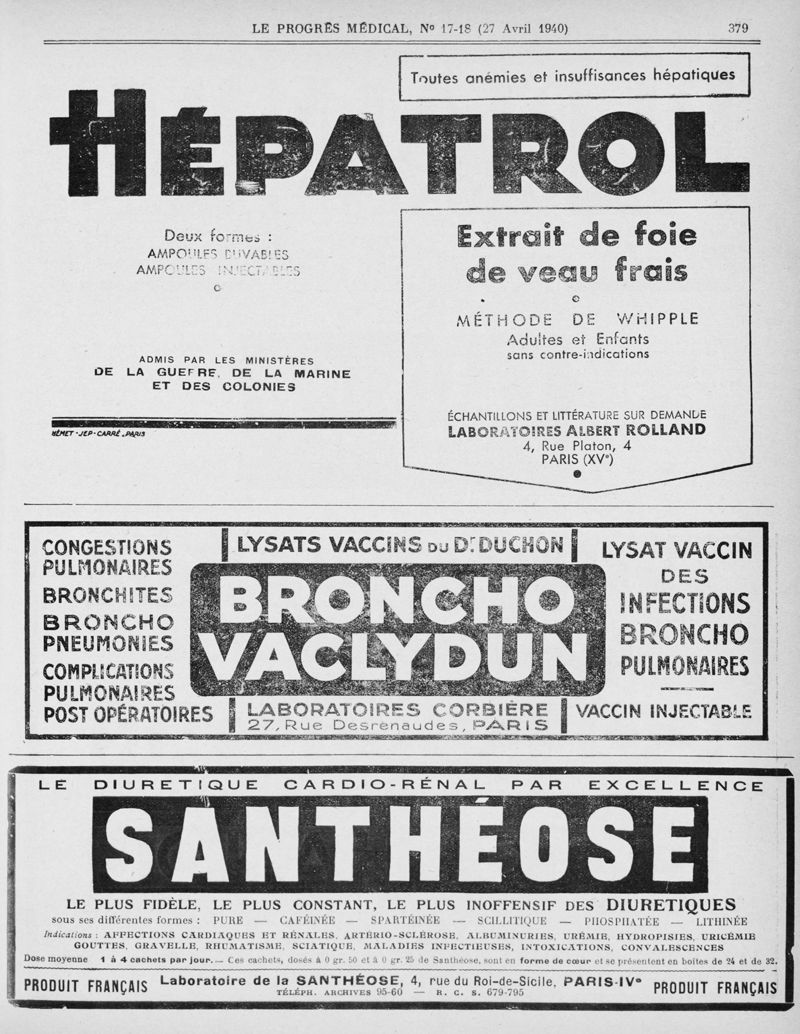 LE PROGRÈS MÉDICAL, Nº 17-18 (27 Avril 1940) 379
Toutes anémies et insuffisances hépatiques
HÉPATROL
Deux formes :
AMPOULES BUVABLES
AMPOULES INJECTABLES
ADMIS PAR LES MINISTÈRES
DE LA GUERRE, DE LA MARINE
ET DES COLONIES
HÉMET-JEP-CARRÉ.PARIS
Extrait de foie
de veau frais
MÉTHODE DE WHIPPLE
Adultes et Enfants
sans contre-indications
ÉCHANTILLONS ET LITTÉRATURE SUR DEMANDE
LABORATOIRES ALBERT ROLLAND
4, Rue Platon, 4
PARIS (XVe)
CONGESTIONS
PULMONAIRES
BRONCHITES
BRONCHO
PNEUMONIES
COMPLICATIONS
PULMONAIRES
POST OPÉRATOIRES
LYSATS VACCINS DU Dr DUCHON
BRONCHO
VACLYDUN
LABORATOIRES CORBIÈRE
27, Rue Desrenaudes, PARIS
LYSAT VACCIN
DES
INFECTIONS
BRONCHO
PULMONAIRES
VACCIN INJECTABLE
LE DIURETIQUE CARDIO-RÉNAL PAR EXCELLENCE
SANTHÉOSE
LE PLUS FIDÈLE, LE PLUS CONSTANT, LE PLUS INOFFENSIF DES DIURETIQUES
sous ses différentes formes : PURE — CAFÉINÉE — SPARTÉINÉE — SCILLITIQUE — PHOSPHATÉE — LITHINÉE
Indications : AFFECTIONS CARDIAQUES ET RÉNALES, ARTÉRIO-SCLÉROSE, ALBUMINURIES, URÉMIE, HYDROPISIES, URICÉMIE
GOUTTES, GRAVELLE, RHUMATISME, SCIATIQUE, MALADIES INFECTIEUSES, INTOXICATIONS, CONVALESCENCES
Dose moyenne 1 à 4 cachets par jour. — Ces cachets, dosés à 0 gr. 50 et à 0 gr. 25 de Santhéose, sont en forme de cœur et se présentent en boites de 24 et de 32.
PRODUIT FRANÇAIS Laboratoire de la SANTHÉOSE, 4, rue du Roi-de-Sicile, PARIS-IVe PRODUIT FRANÇAIS
TÉLÉPH. ARCHIVES 95-60 — R. C. S. 679-795